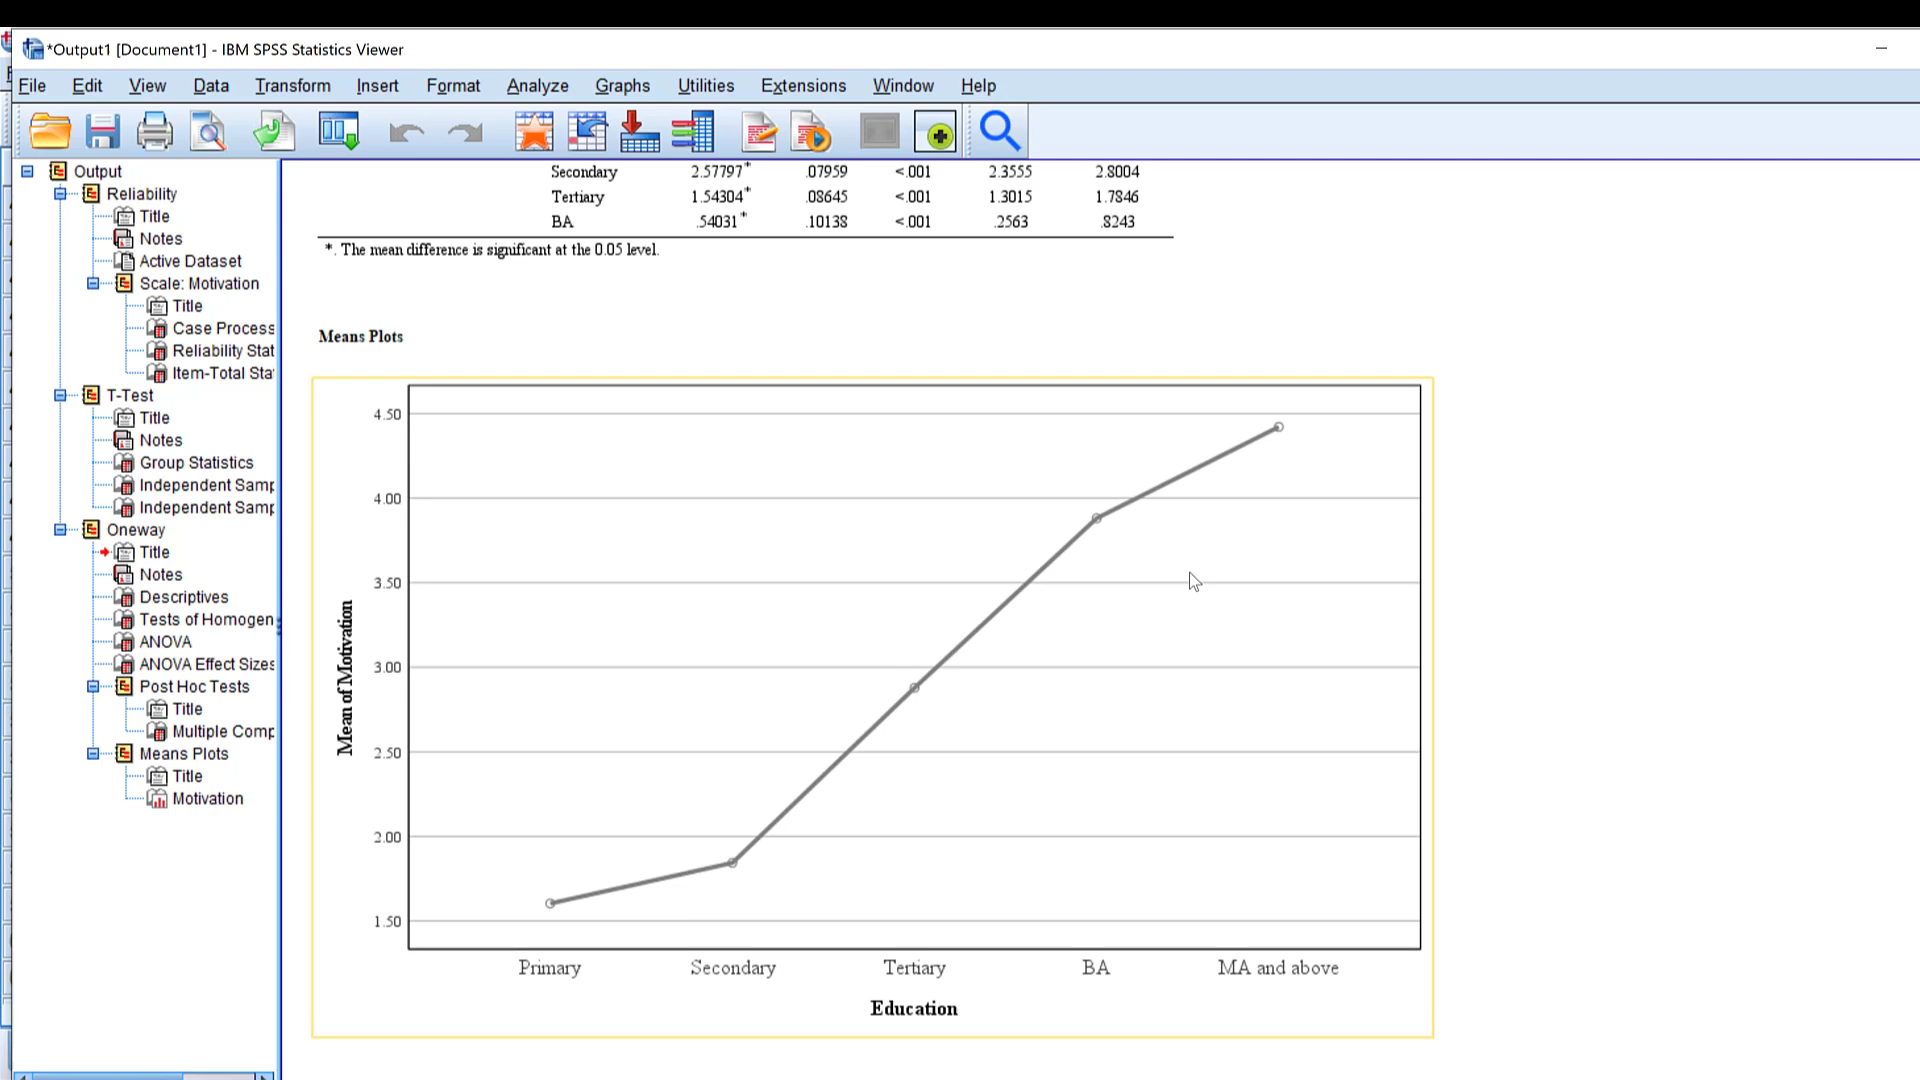 *Output1 [Document1] - IBM SPSS Statistics Viewer
File Edit View Data Transform Insert Format Analyze Graphs Utilities Extensions Window Help
Output
Reliability
Title
Notes
Active Dataset
Scale: Motivation
Title
Case Process
Reliability Stat
Item-Total Sta
T-Test
Title
Notes
Group Statistics
Independent Samp
Independent Samp
Oneway
Title
Notes
Descriptives
Tests of Homogen
ANOVA
ANOVA Effect Sizes
Post Hoc Tests
Title
Multiple Comp
Means Plots
Title
Motivation
Secondary 2.57797* .07959 <.001 2.3555 2.8004
Tertiary 1.54304* .08645 <.001 1.3015 1.7846
BA .54031* .10138 <.001 .2563 .8243
*. The mean difference is significant at the 0.05 level.
Means Plots
Mean of Motivation
4.50
4.00
3.50
3.00
2.50
2.00
1.50
Primary Secondary Tertiary BA MA and above
Education